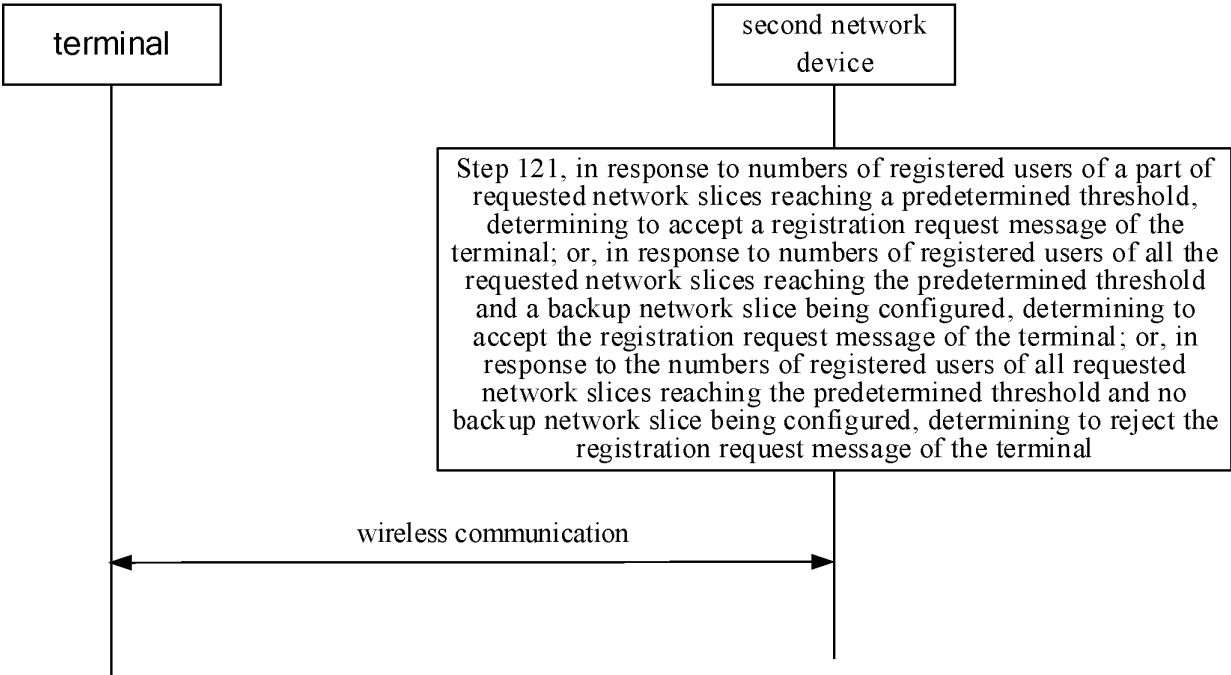 terminal
second network
device
Step 121, in response to numbers of registered users of a part of
requested network slices reaching a predetermined threshold,
determining to accept a registration request message of the
terminal; or, in response to numbers of registered users of all the
requested network slices reaching the predetermined threshold
and a backup network slice being configured, determining to
accept the registration request message of the terminal; or, in
response to the numbers of registered users of all requested
network slices reaching the predetermined threshold and no
backup network slice being configured, determining to reject the
registration request message of the terminal
wireless communication